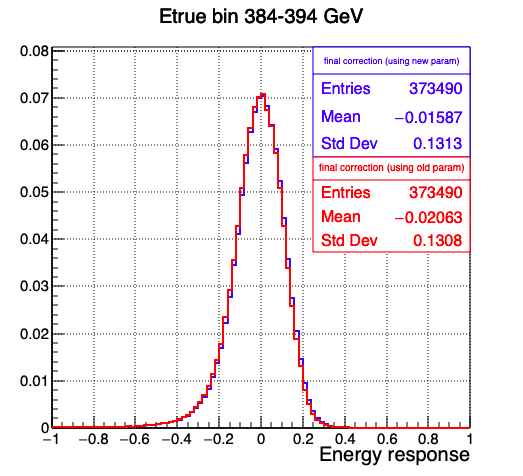 Etrue bin 384-394 GeV
0.08
0.07
0.06
0.05
0.04
0.03
0.02
0.01
0
final correction (using new param)
Entries 373490
Mean −0.01587
Std Dev 0.1313
final correction (using old param)
Entries 373490
Mean −0.02063
Std Dev 0.1308
−1 −0.8 −0.6 −0.4 −0.2 0 0.2 0.4 0.6 0.8 1
Energy response